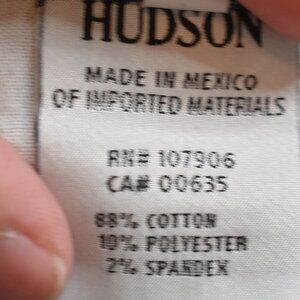 HUDSON
MADE IN MEXICO
OF IMPORTED MATERIALS
RN# 107906
CA# 00635
88% COTTON
10% POLYESTER
2% SPANDEX